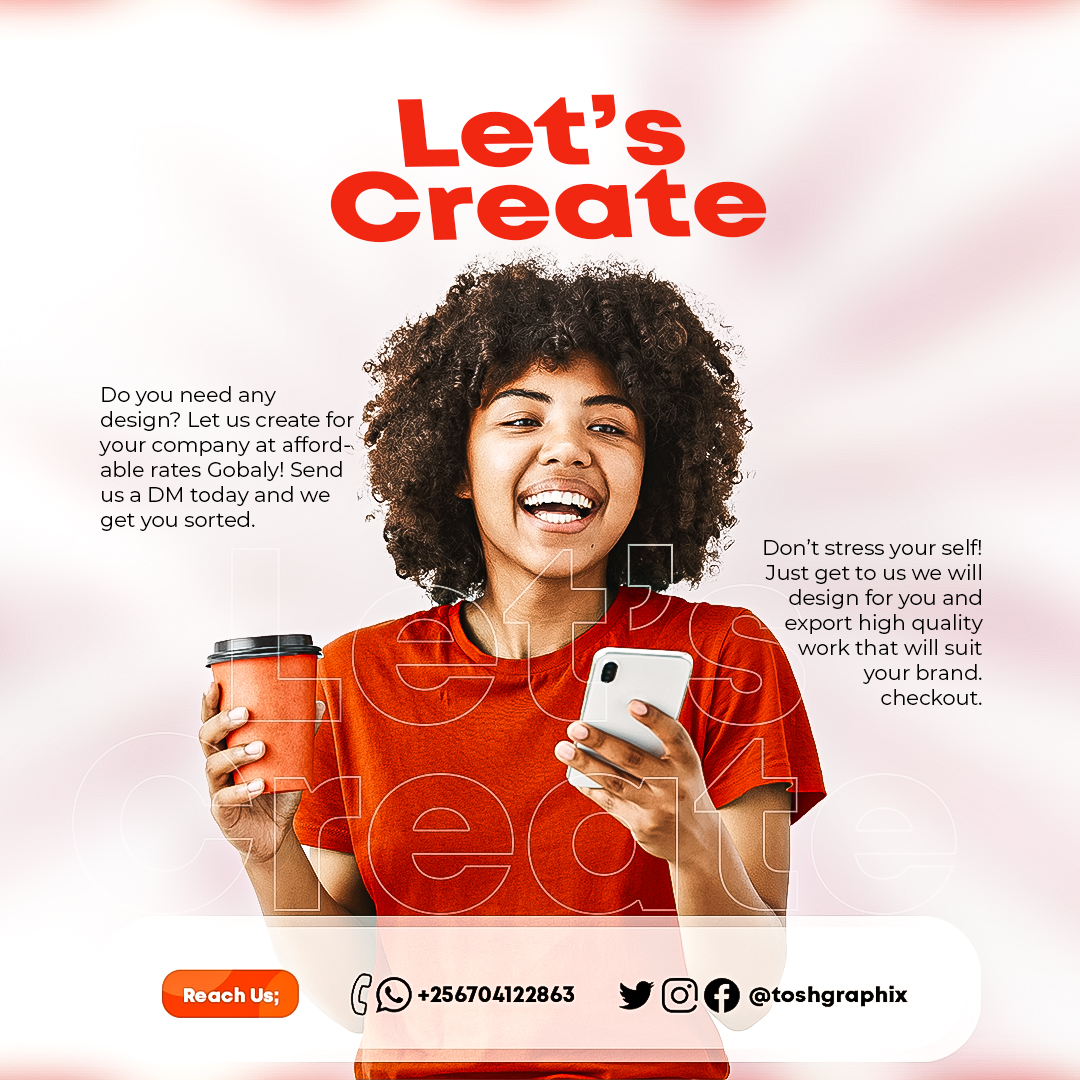 Let's
Create
Do you need any
design? Let us create for
your company at afford-
able rates Gobaly! Send
us a DM today and we
get you sorted.
Don't stress your self!
Just get to us we will
design for you and
export high quality
work that will suit
your brand.
checkout.
Let's
Create
Reach Us; +256704122863 @toshgraphix